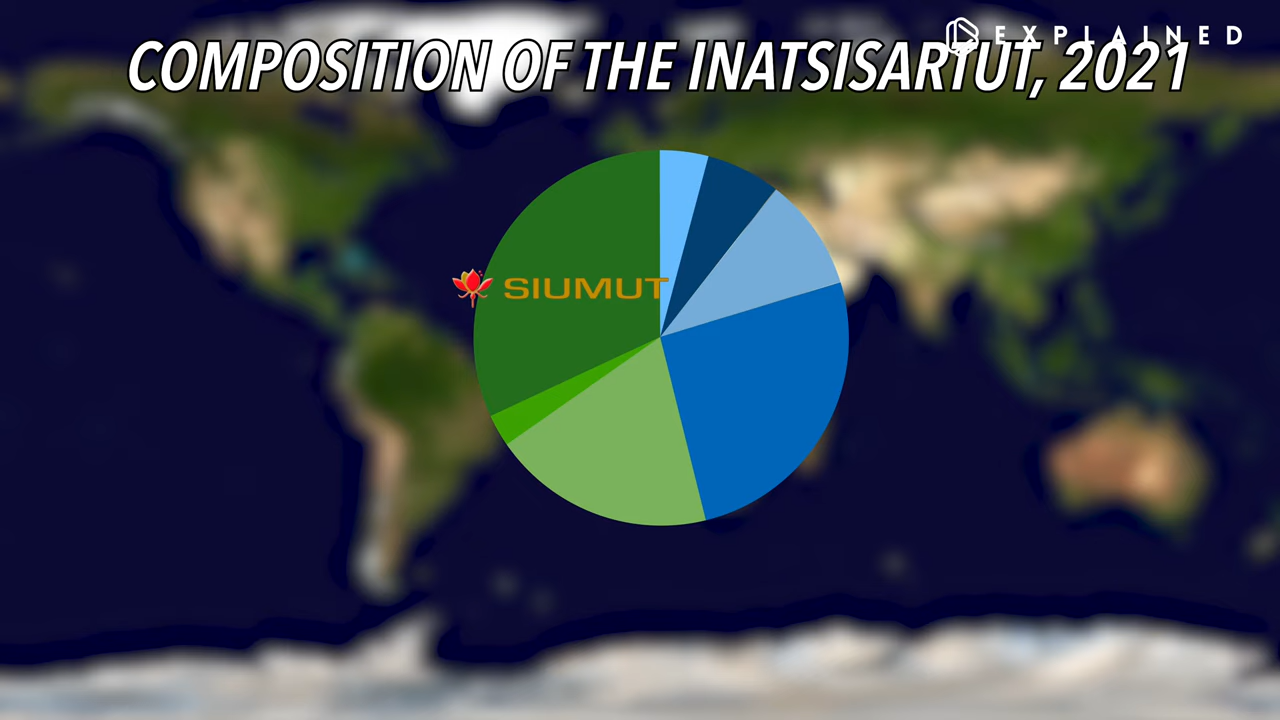 EXPLAINED
COMPOSITION OF THE INATSISARTUT, 2021
SIUMUT